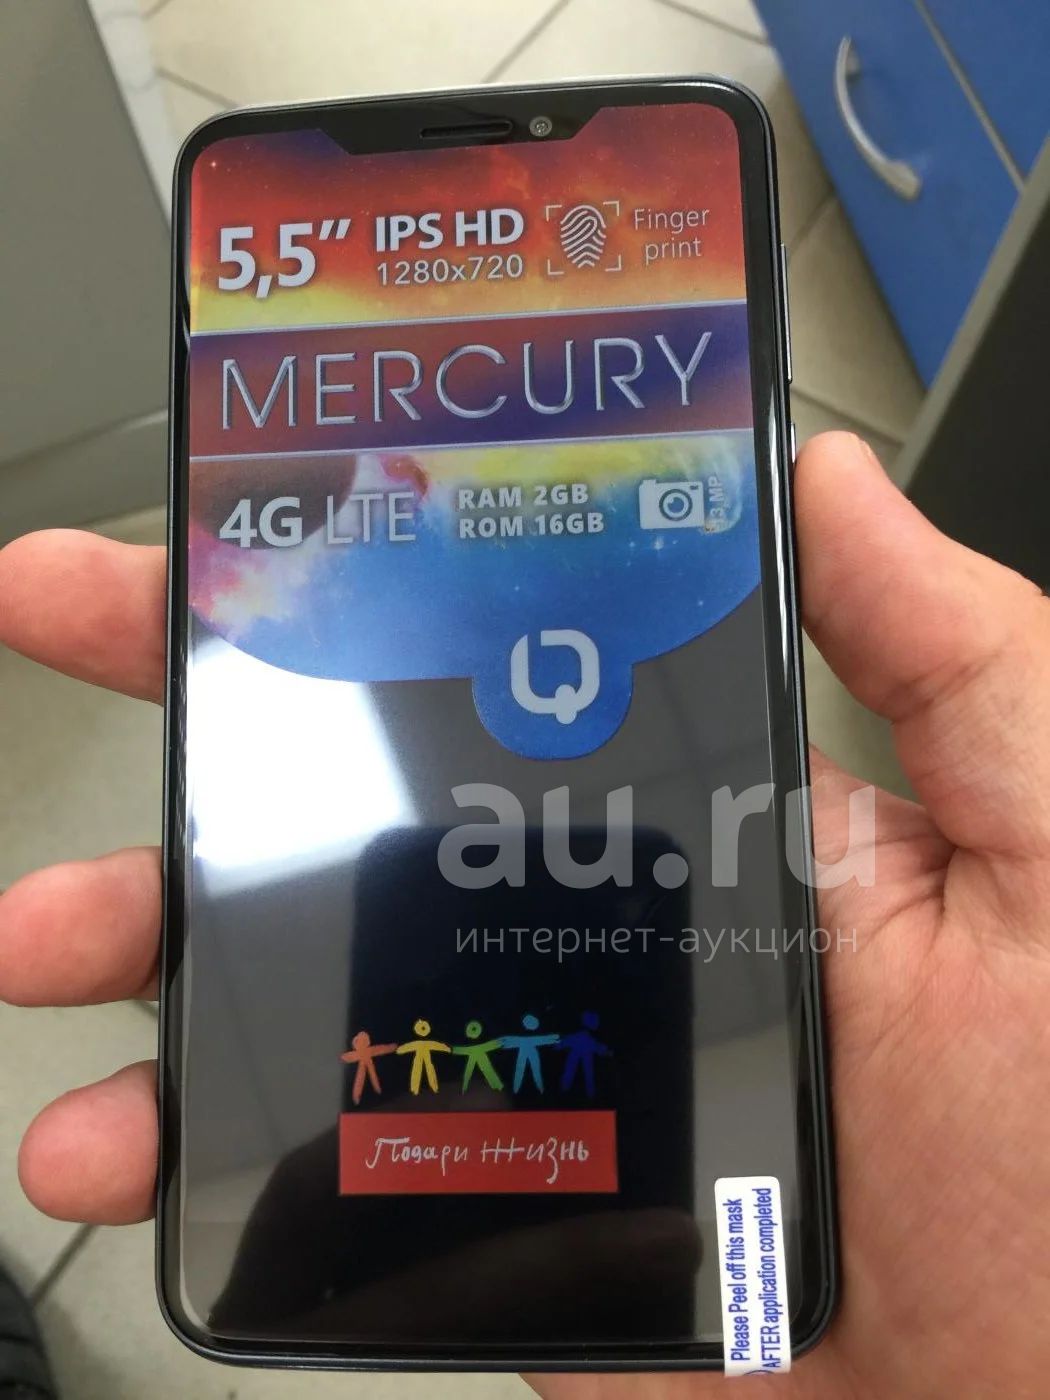 5,5” IPS HD
1280x720
Finger
print
MERCURY
4G LTE
RAM 2GB
ROM 16GB
13 MP
au.ru
интернет-аукцион
Подари жизнь
Please Peel off this mask
AFTER application completed